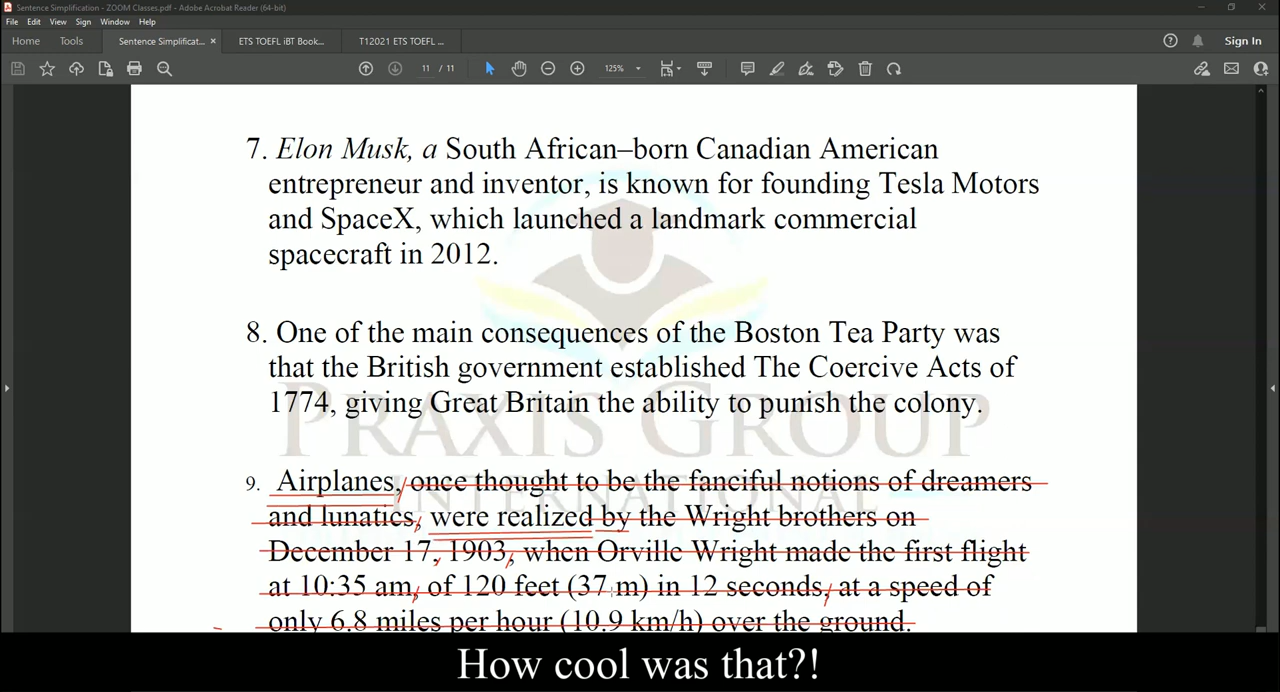 Sentence Simplification - ZOOM Classes.pdf - Adobe Acrobat Reader (64-bit)
File Edit View Sign Window Help
Home Tools Sentence Simplificat... × ETS TOEFL iBT Book... T12021 ETS TOEFL ... Sign In
11 / 11 125%
7. Elon Musk, a South African–born Canadian American
entrepreneur and inventor, is known for founding Tesla Motors
and SpaceX, which launched a landmark commercial
spacecraft in 2012.
8. One of the main consequences of the Boston Tea Party was
that the British government established The Coercive Acts of
1774, giving Great Britain the ability to punish the colony.
PRAXIS GROUP
INTERNATIONAL
9. Airplanes, once thought to be the fanciful notions of dreamers
and lunatics, were realized by the Wright brothers on
December 17, 1903, when Orville Wright made the first flight
at 10:35 am, of 120 feet (37 m) in 12 seconds, at a speed of
only 6.8 miles per hour (10.9 km/h) over the ground.
How cool was that?!